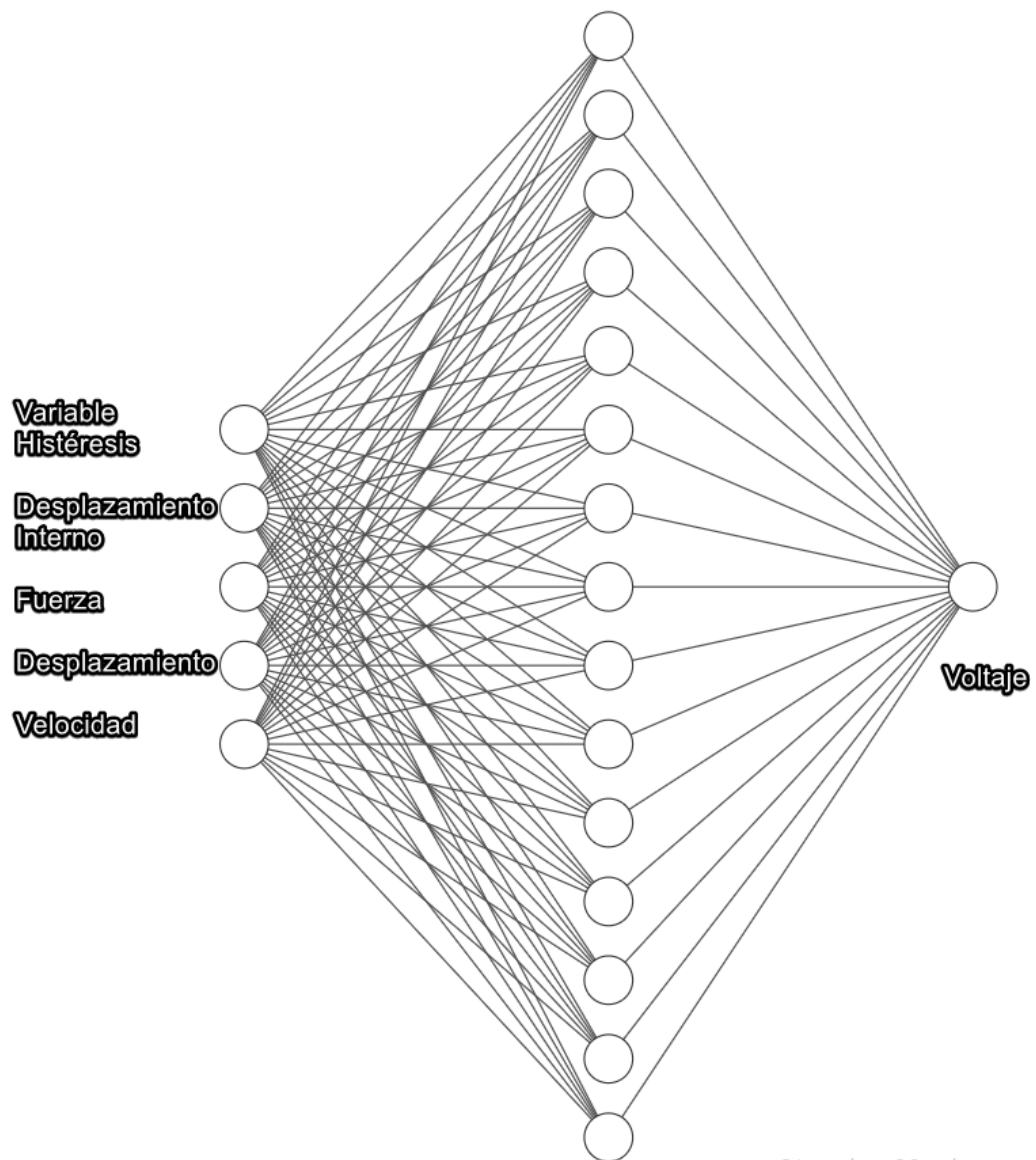 Variable
Histéresis
Desplazamiento
Interno
Fuerza
Desplazamiento
Velocidad
Voltaje